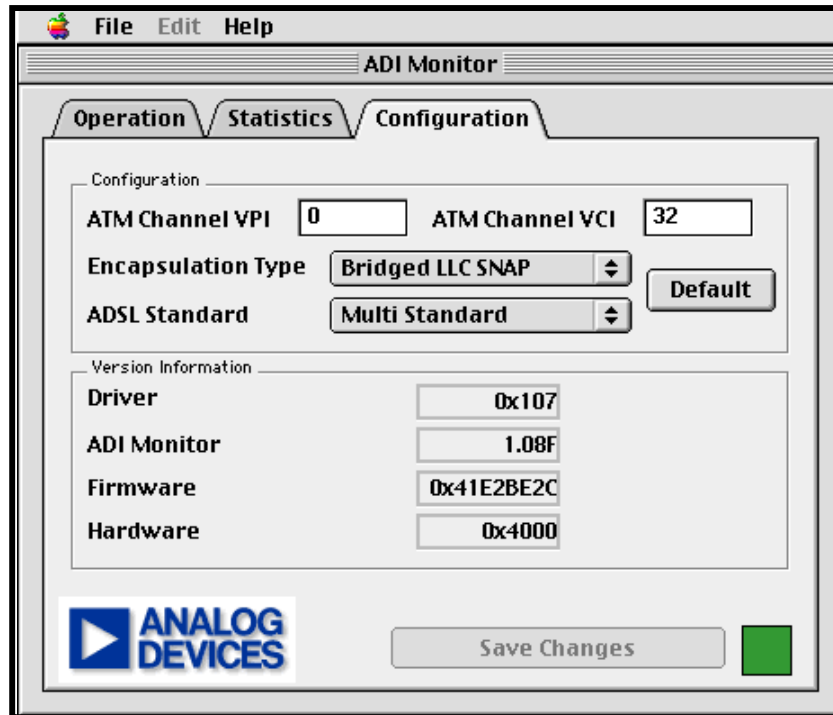 File Edit Help
ADI Monitor
Operation Statistics Configuration
Configuration
ATM Channel VPI 0 ATM Channel VCI 32
Encapsulation Type Bridged LLC SNAP
Default
ADSL Standard Multi Standard
Version Information
Driver 0x107
ADI Monitor 1.08F
Firmware 0x41E2BE2C
Hardware 0x4000
ANALOG
DEVICES
Save Changes